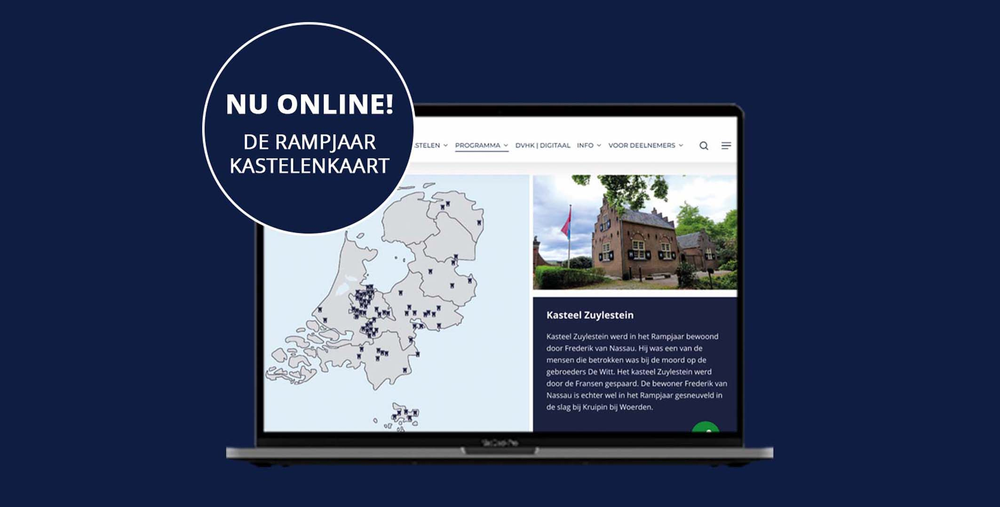 NU ONLINE!
DE RAMPJAAR
KASTELENKAART
STELEN
PROGRAMMA
DVHK | DIGITAAL
INFO
VOOR DEELNEMERS
Kasteel Zuylestein
Kasteel Zuylestein werd in het Rampjaar bewoond
door Frederik van Nassau. Hij was een van de
mensen die betrokken was bij de moord op de
gebroeders De Witt. Het kasteel Zuylestein werd
door de Fransen gespaard. De bewoner Frederik van
Nassau is echter wel in het Rampjaar gesneuveld in
de slag bij Kruipin bij Woerden.